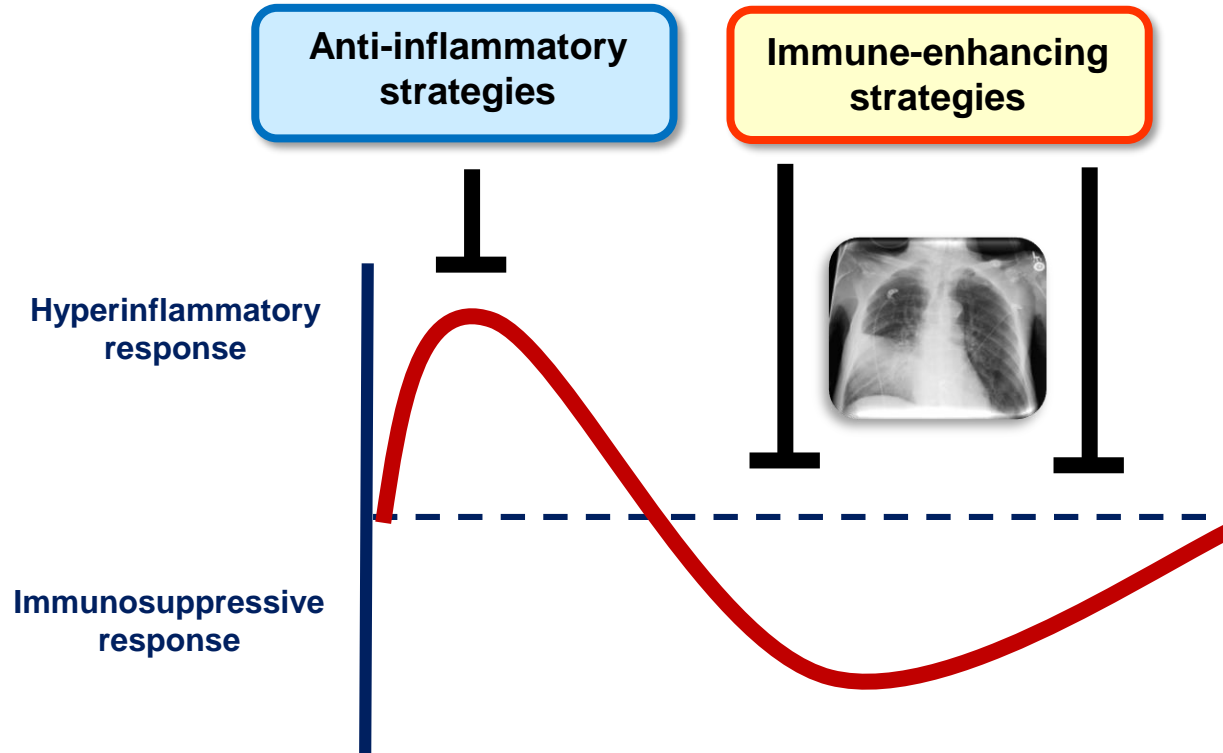 Anti-inflammatory
strategies
Immune-enhancing
strategies
Hyperinflammatory
response
Immunosuppressive
response